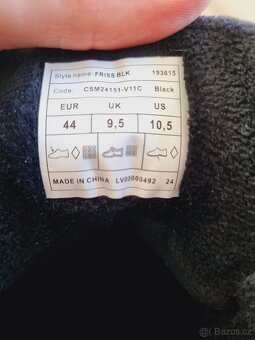 Style name: FRISS BLK 193615
Code: CSM24151-V11C Black
EUR UK US
44 9,5 10,5
MADE IN CHINA LV00000492 24
Bazos.cz